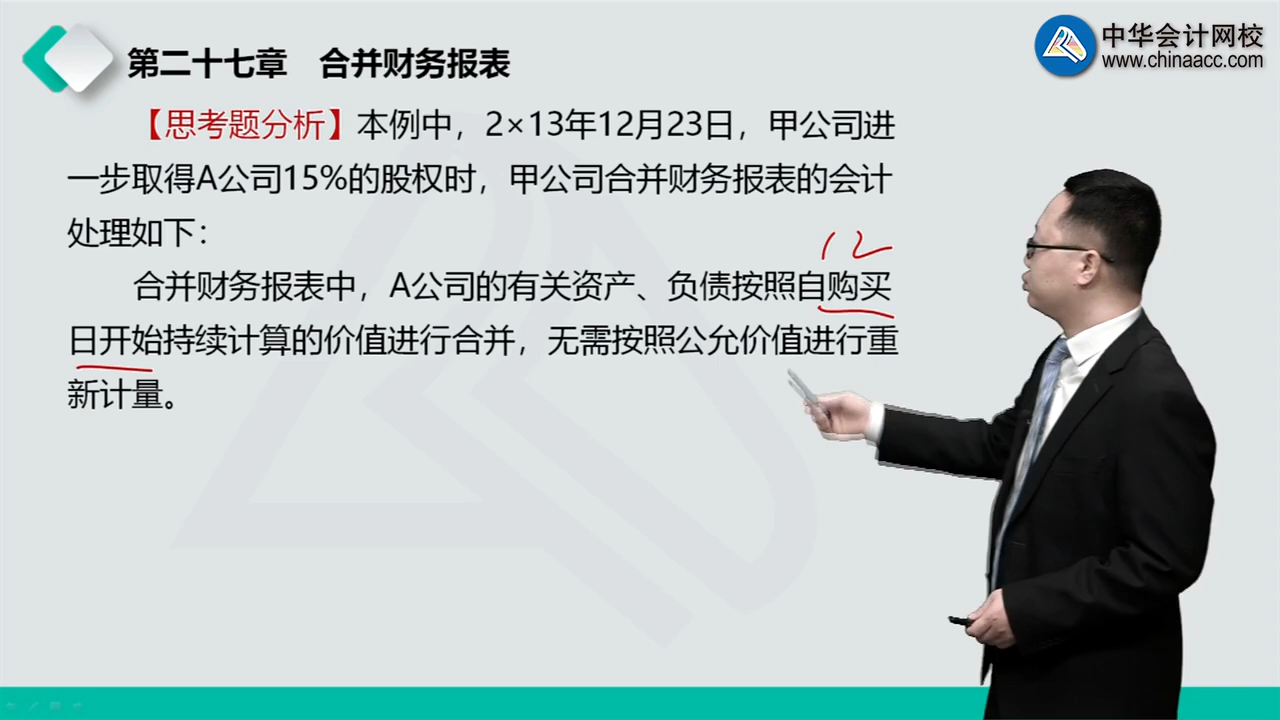 第二十七章 合并财务报表
中华会计网校
www.chinaacc.com
【思考题分析】本例中，2×13年12月23日，甲公司进
一步取得A公司15%的股权时，甲公司合并财务报表的会计
处理如下：
12
合并财务报表中，A公司的有关资产、负债按照自购买
日开始持续计算的价值进行合并，无需按照公允价值进行重
新计量。